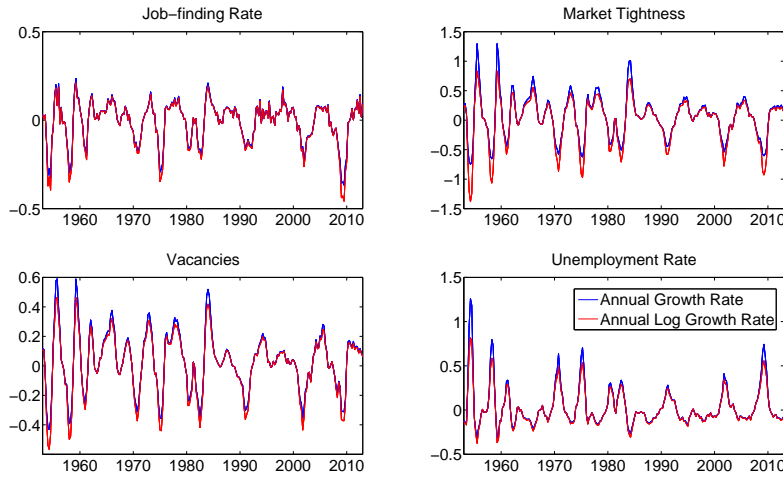 Job−finding Rate
0.5
0
−0.5
1960 1970 1980 1990 2000 2010
Market Tightness
1.5
1
0.5
0
−0.5
−1
−1.5
1960 1970 1980 1990 2000 2010
Vacancies
0.6
0.4
0.2
0
−0.2
−0.4
1960 1970 1980 1990 2000 2010
Unemployment Rate
1.5
1
0.5
0
−0.5
1960 1970 1980 1990 2000 2010
Annual Growth Rate
Annual Log Growth Rate